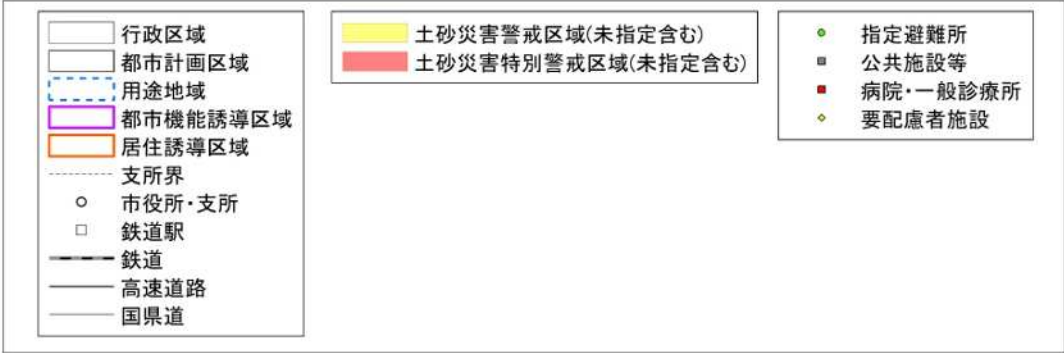 行政区域
都市計画区域
用途地域
都市機能誘導区域
居住誘導区域
支所界
市役所・支所
鉄道駅
鉄道
高速道路
国県道
土砂災害警戒区域(未指定含む)
土砂災害特別警戒区域(未指定含む)
指定避難所
公共施設等
病院・一般診療所
要配慮者施設